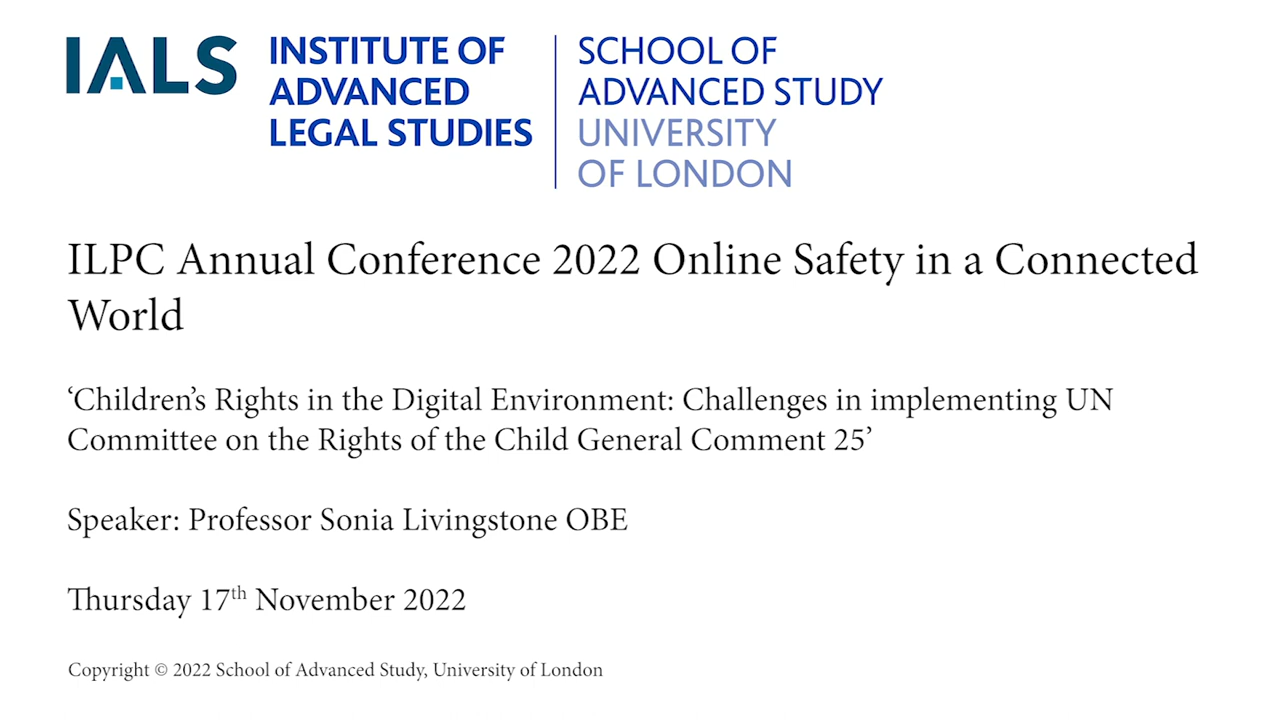 IALS
INSTITUTE OF
ADVANCED
LEGAL STUDIES
SCHOOL OF
ADVANCED STUDY
UNIVERSITY
OF LONDON
ILPC Annual Conference 2022 Online Safety in a Connected
World
‘Children’s Rights in the Digital Environment: Challenges in implementing UN
Committee on the Rights of the Child General Comment 25’
Speaker: Professor Sonia Livingstone OBE
Thursday 17th November 2022
Copyright © 2022 School of Advanced Study, University of London